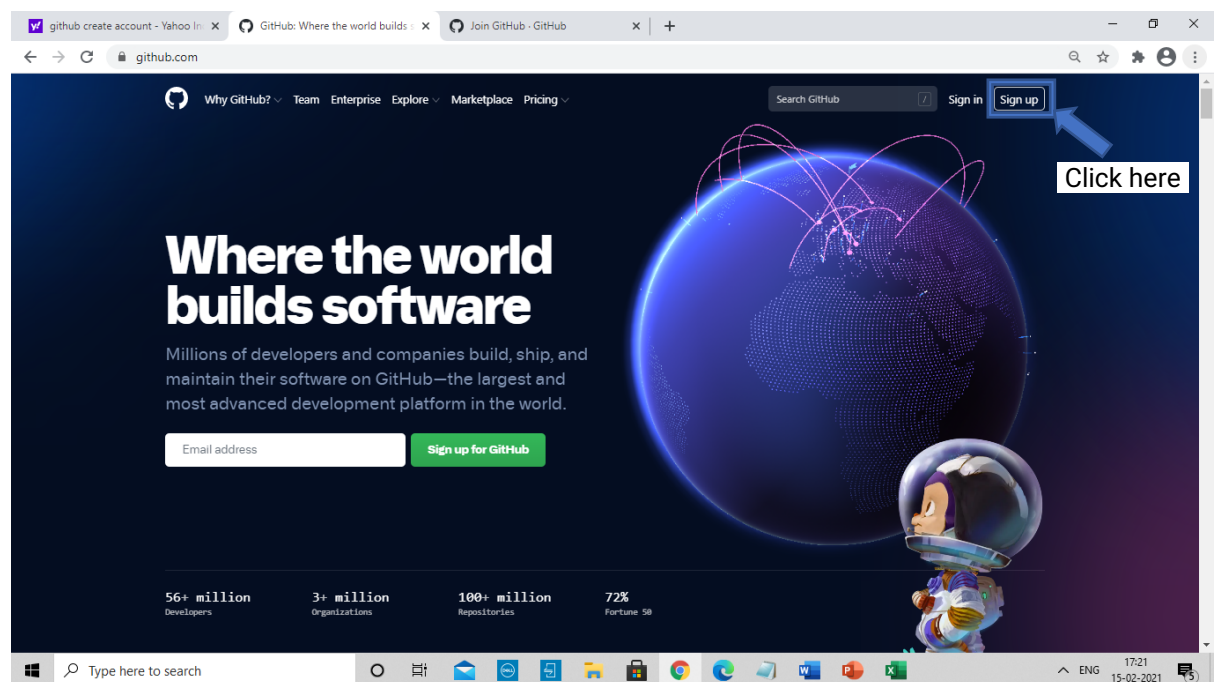 github create account - Yahoo In
GitHub: Where the world builds s
Join GitHub · GitHub
github.com
Why GitHub? Team Enterprise Explore Marketplace Pricing
Search GitHub /
Sign in
Sign up
Click here
Where the world
builds software
Millions of developers and companies build, ship, and
maintain their software on GitHub—the largest and
most advanced development platform in the world.
Email address
Sign up for GitHub
56+ million
Developers
3+ million
Organizations
100+ million
Repositories
72%
Fortune 50
Type here to search
DELL
ENG
17:21
15-02-2021
5